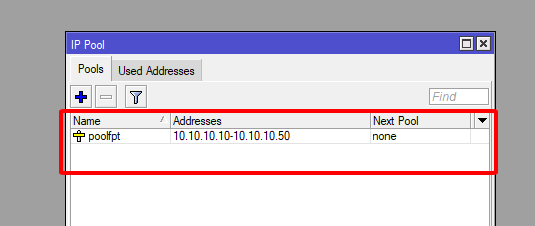 IP Pool
Pools Used Addresses
Find
Name Addresses Next Pool
poolfpt 10.10.10.10-10.10.10.50 none